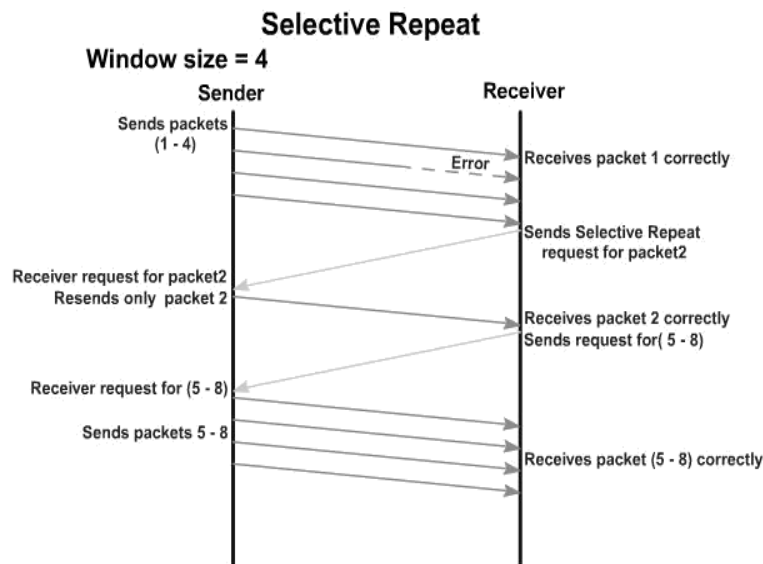 Selective Repeat
Window size = 4
Sender
Receiver
Sends packets
(1 - 4)
Error
Receives packet 1 correctly
Sends Selective Repeat
request for packet2
Receiver request for packet2
Resends only packet 2
Receives packet 2 correctly
Sends request for( 5 - 8)
Receiver request for (5 - 8)
Sends packets 5 - 8
Receives packet (5 - 8) correctly